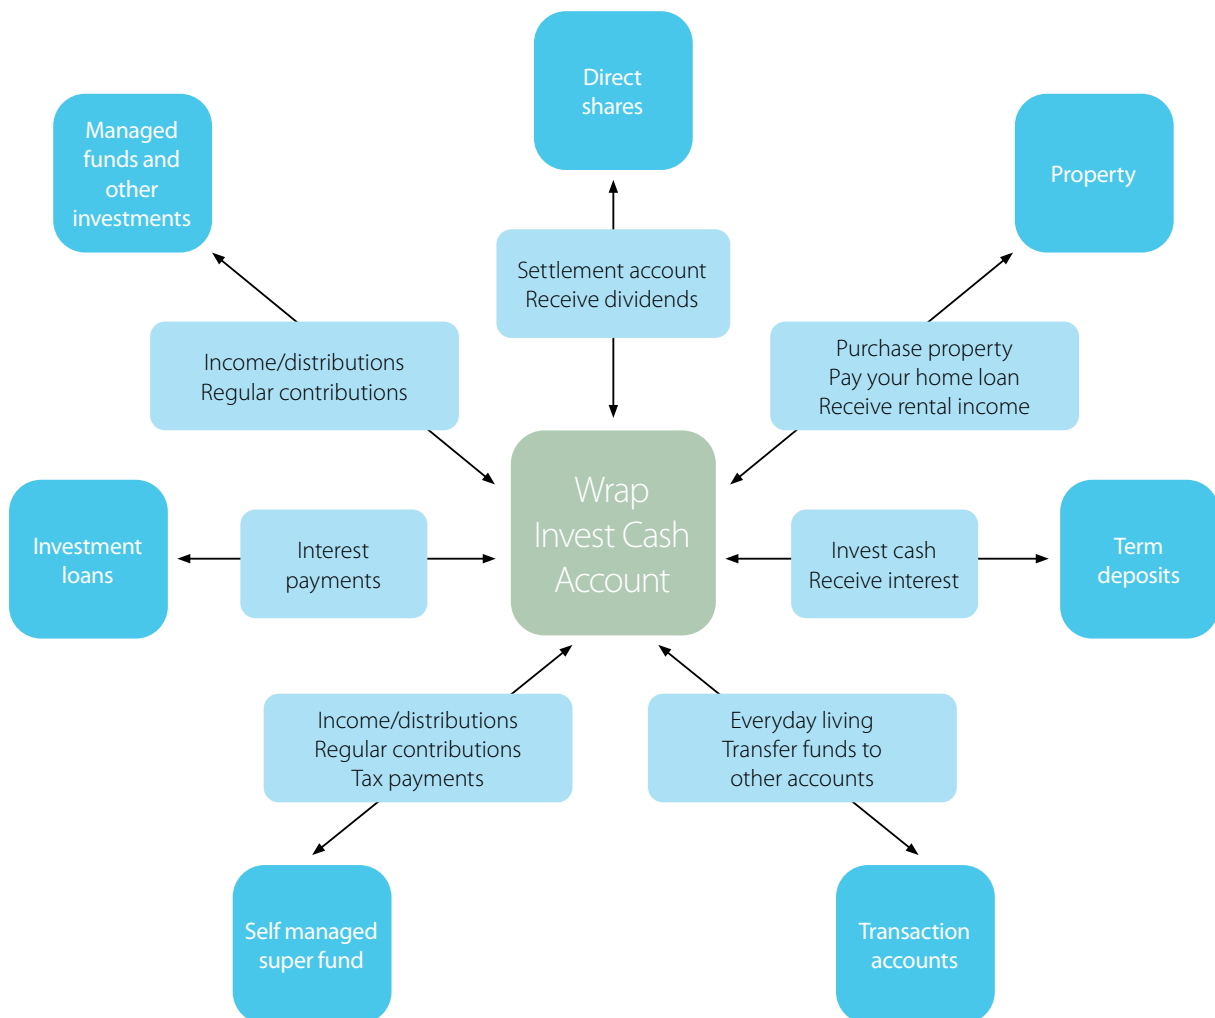 Direct
shares
Managed
funds and
other
investments
Property
Settlement account
Receive dividends
Income/distributions
Regular contributions
Purchase property
Pay your home loan
Receive rental income
Wrap
Invest Cash
Account
Investment
loans
Interest
payments
Invest cash
Receive interest
Term
deposits
Income/distributions
Regular contributions
Tax payments
Everyday living
Transfer funds to
other accounts
Self managed
super fund
Transaction
accounts